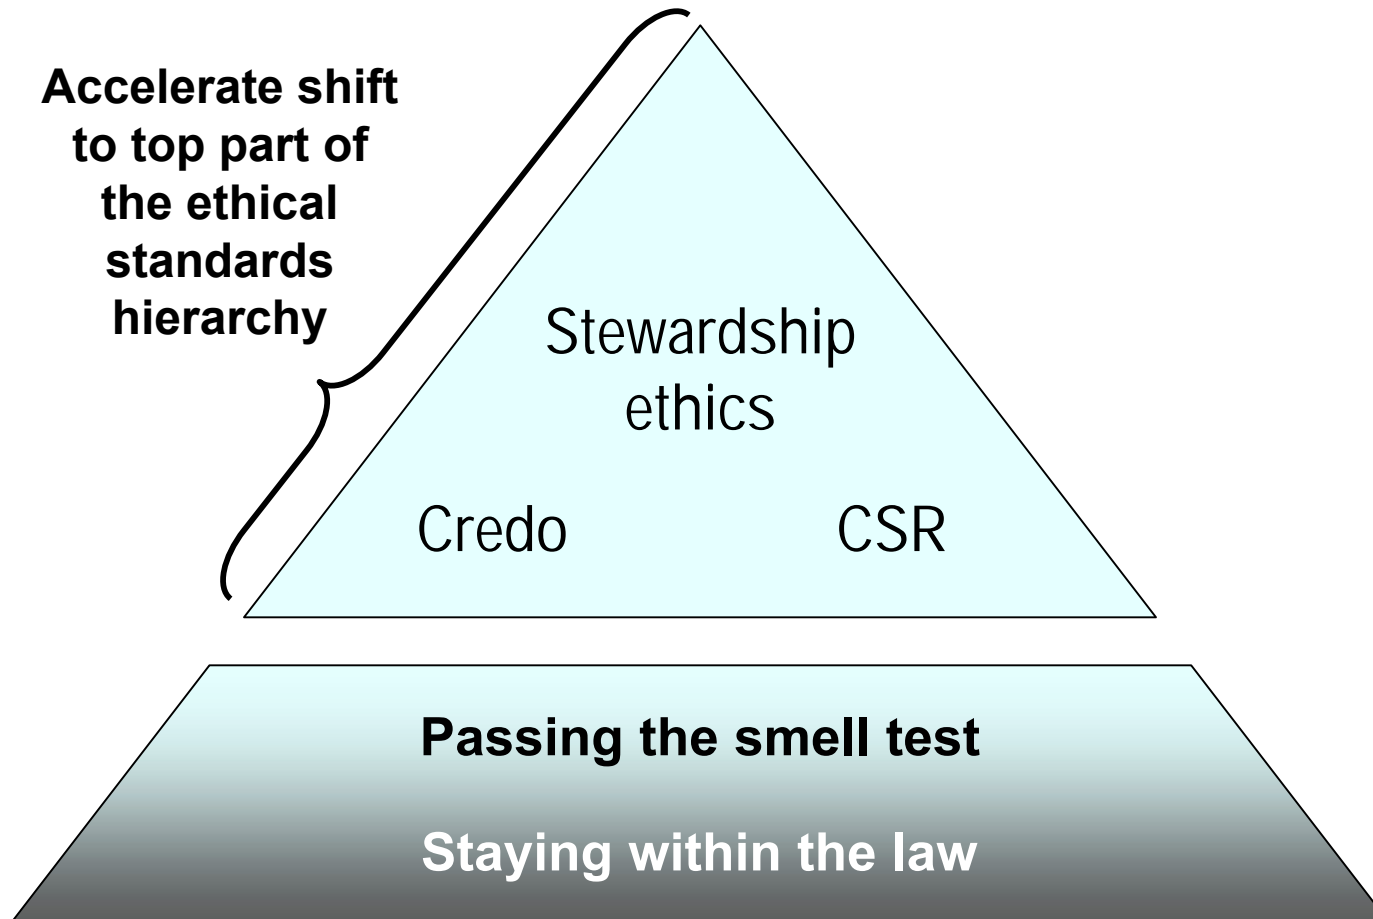 Accelerate shift
to top part of
the ethical
standards
hierarchy
Stewardship
ethics
Credo
CSR
Passing the smell test
Staying within the law